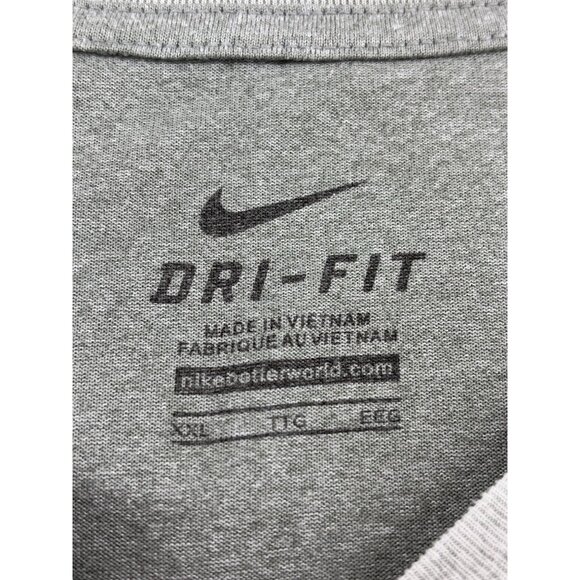 DRI-FIT
MADE IN VIETNAM
FABRIQUE AU VIETNAM
nikebetterworld.com
XXL TTG EEG